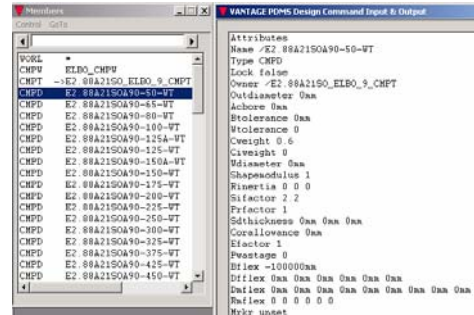 Members
Control GoTo
WORL *
CMPW ELBO_CMPW
CMPT ->E2.88A21SO_ELBO_9_CMPT
CMPD E2.88A21SOA90-50-WT
CMPD E2.88A21SOA90-65-WT
CMPD E2.88A21SOA90-80-WT
CMPD E2.88A21SOA90-100-WT
CMPD E2.88A21SOA90-125A-WT
CMPD E2.88A21SOA90-125-WT
CMPD E2.88A21SOA90-150A-WT
CMPD E2.88A21SOA90-150-WT
CMPD E2.88A21SOA90-175-WT
CMPD E2.88A21SOA90-200-WT
CMPD E2.88A21SOA90-225-WT
CMPD E2.88A21SOA90-250-WT
CMPD E2.88A21SOA90-300-WT
CMPD E2.88A21SOA90-325-WT
CMPD E2.88A21SOA90-375-WT
CMPD E2.88A21SOA90-425-WT
CMPD E2.88A21SOA90-450-WT
VANTAGE PDMS Design Command Input & Output
Attributes
Name /E2.88A21SOA90-50-WT
Type CMPD
Lock false
Owner /E2.88A21SO_ELBO_9_CMPT
Outdiameter 0mm
Acbore 0mm
Btolerance 0mm
Wtolerance 0
Cweight 0.6
Ciweight 0
Wdiameter 0mm
Shapemodulus 1
Rinertia 0 0 0
Sifactor 2.2
Prfactor 1
Sdthickness 0mm 0mm 0mm
Corallovance 0mm
Efactor 1
Pwastage 0
Bflex -100000mm
Dfflex 0mm 0mm 0mm 0mm 0mm
Dmflex 0mm 0mm 0mm 0mm 0mm 0mm 0mm 0mm
Rmflex 0 0 0 0 0 0
Mrkr unset